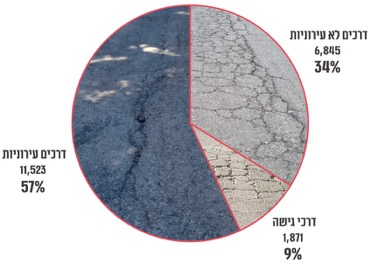 דרכים לא עירוניות
6,845
34%
דרכים עירוניות
11,523
57%
דרכי גישה
1,871
9%